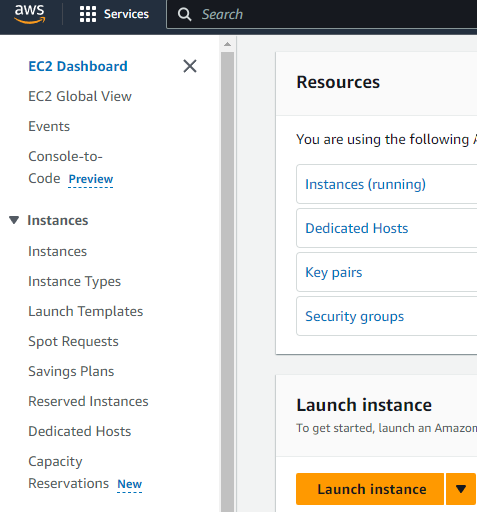 aws
Services
Search
EC2 Dashboard
EC2 Global View
Events
Console-to-
Code Preview
Instances
Instances
Instance Types
Launch Templates
Spot Requests
Savings Plans
Reserved Instances
Dedicated Hosts
Capacity
Reservations New
Resources
You are using the following A
Instances (running)
Dedicated Hosts
Key pairs
Security groups
Launch instance
To get started, launch an Amazon
Launch instance